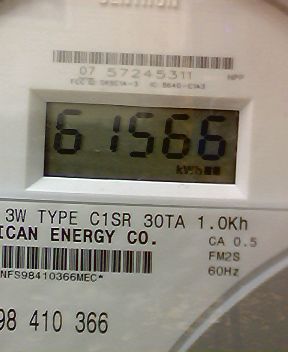 07 57245311 NPP
61566
kWh
3W TYPE C1SR 30TA 1.0Kh
ICAN ENERGY CO.
CA 0.5
FM2S
60Hz
NFS98410366MEC*
98 410 366